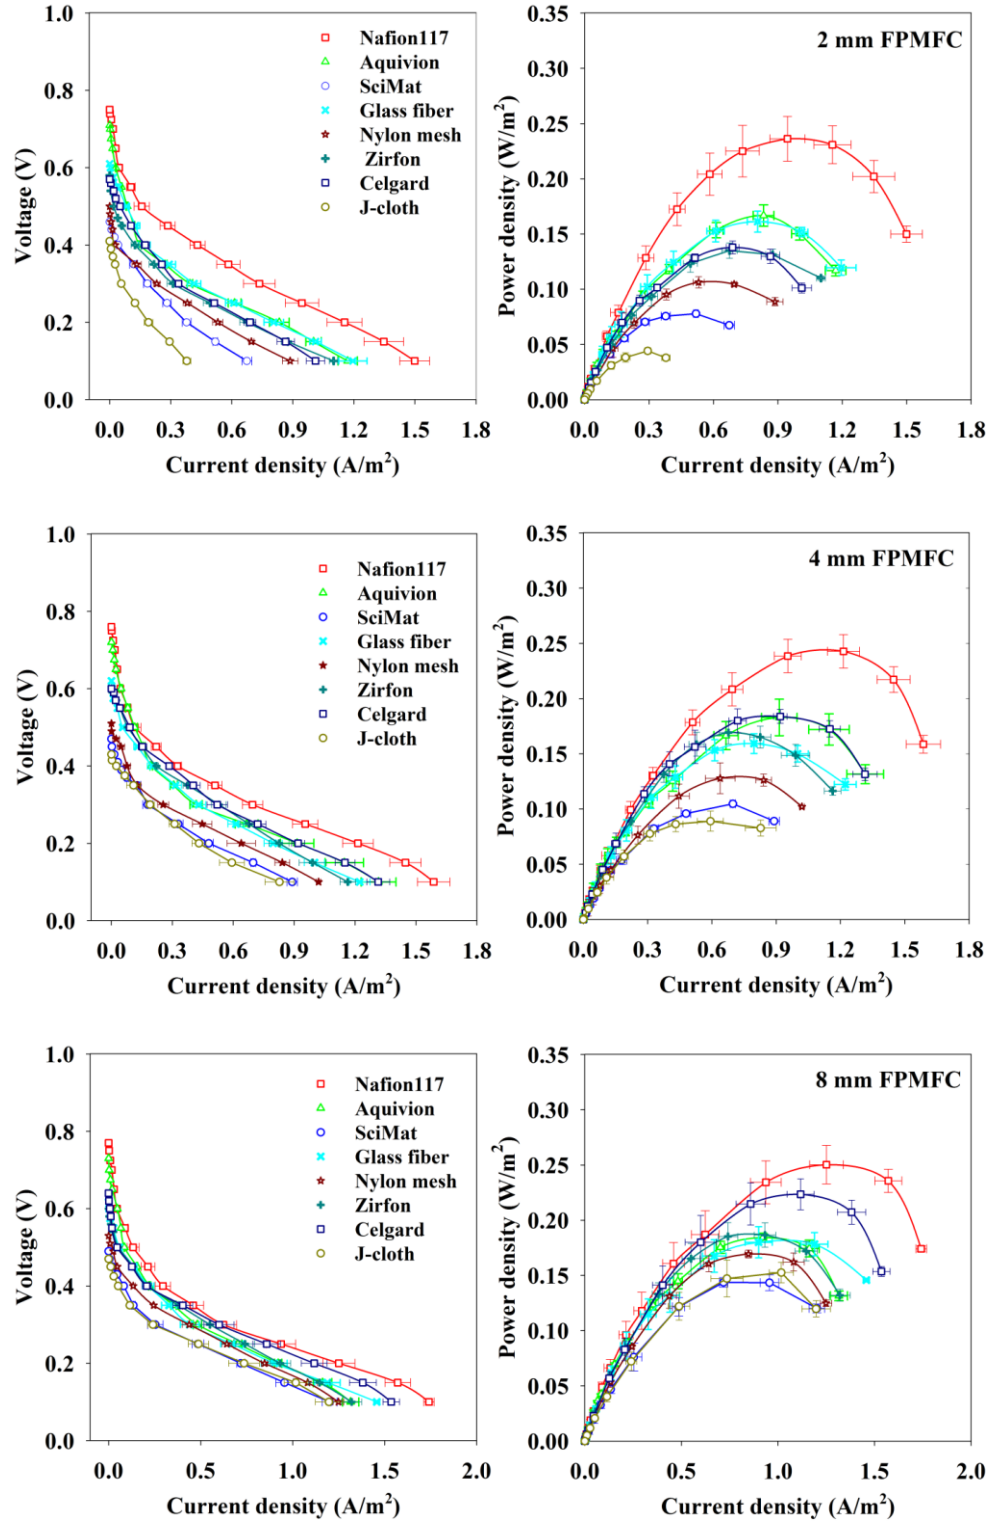 1.0
0.8
0.6
0.4
0.2
0.0
Voltage (V)
Nafion117
Aquivion
SciMat
Glass fiber
Nylon mesh
Zirfon
Celgard
J-cloth
0.0 0.3 0.6 0.9 1.2 1.5 1.8
Current density (A/m²)
2 mm FPMFC
0.35
0.30
0.25
0.20
0.15
0.10
0.05
0.00
Power density (W/m²)
0.0 0.3 0.6 0.9 1.2 1.5 1.8
Current density (A/m²)
1.0
0.8
0.6
0.4
0.2
0.0
Voltage (V)
Nafion117
Aquivion
SciMat
Glass fiber
Nylon mesh
Zirfon
Celgard
J-cloth
0.0 0.3 0.6 0.9 1.2 1.5 1.8
Current density (A/m²)
4 mm FPMFC
0.35
0.30
0.25
0.20
0.15
0.10
0.05
0.00
Power density (W/m²)
0.0 0.3 0.6 0.9 1.2 1.5 1.8
Current density (A/m²)
1.0
0.8
0.6
0.4
0.2
0.0
Voltage (V)
Nafion117
Aquivion
SciMat
Glass fiber
Nylon mesh
Zirfon
Celgard
J-cloth
0.0 0.5 1.0 1.5 2.0
Current density (A/m²)
8 mm FPMFC
0.35
0.30
0.25
0.20
0.15
0.10
0.05
0.00
Power density (W/m²)
0.0 0.5 1.0 1.5 2.0
Current density (A/m²)